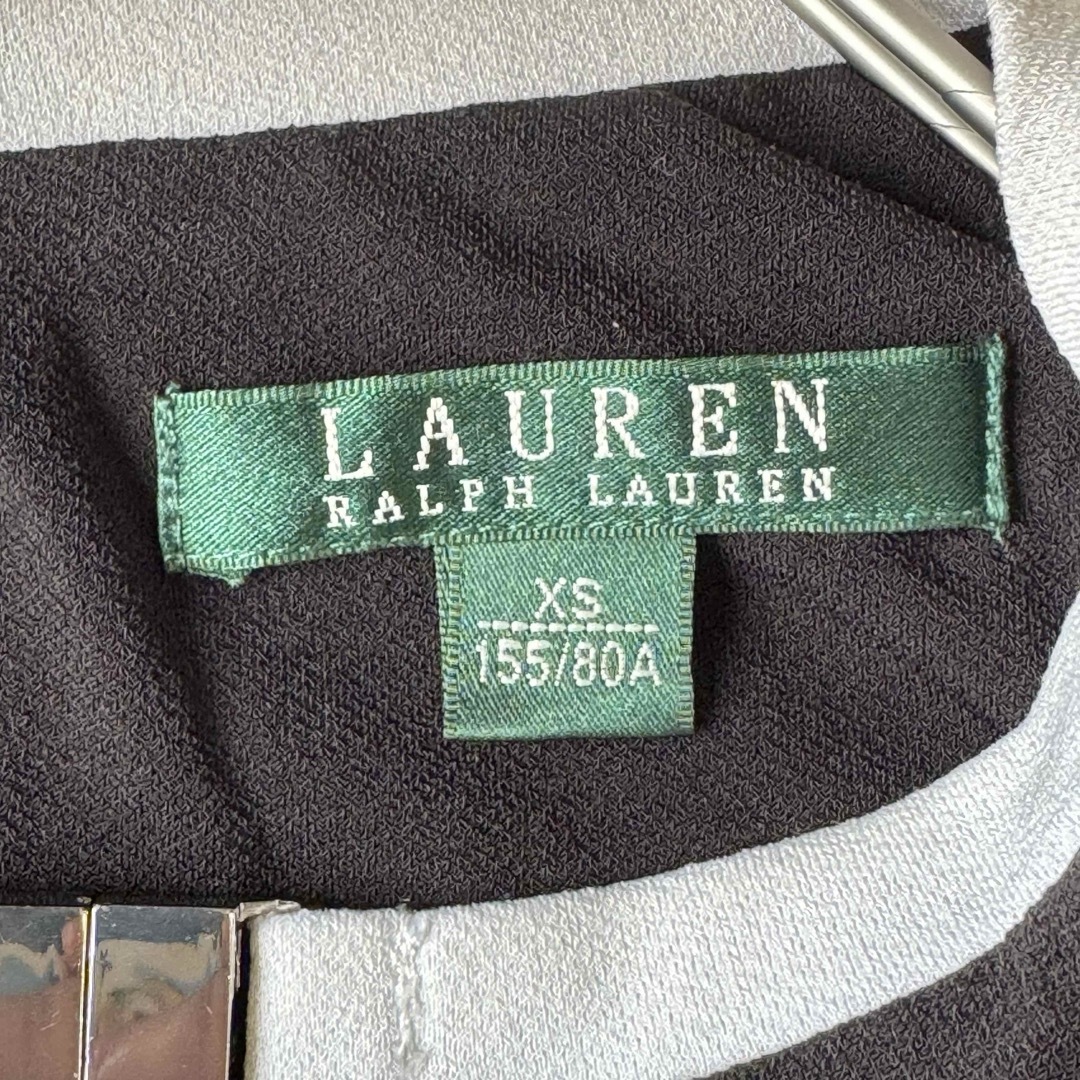 LAUREN
RALPH LAUREN
XS
155/80A